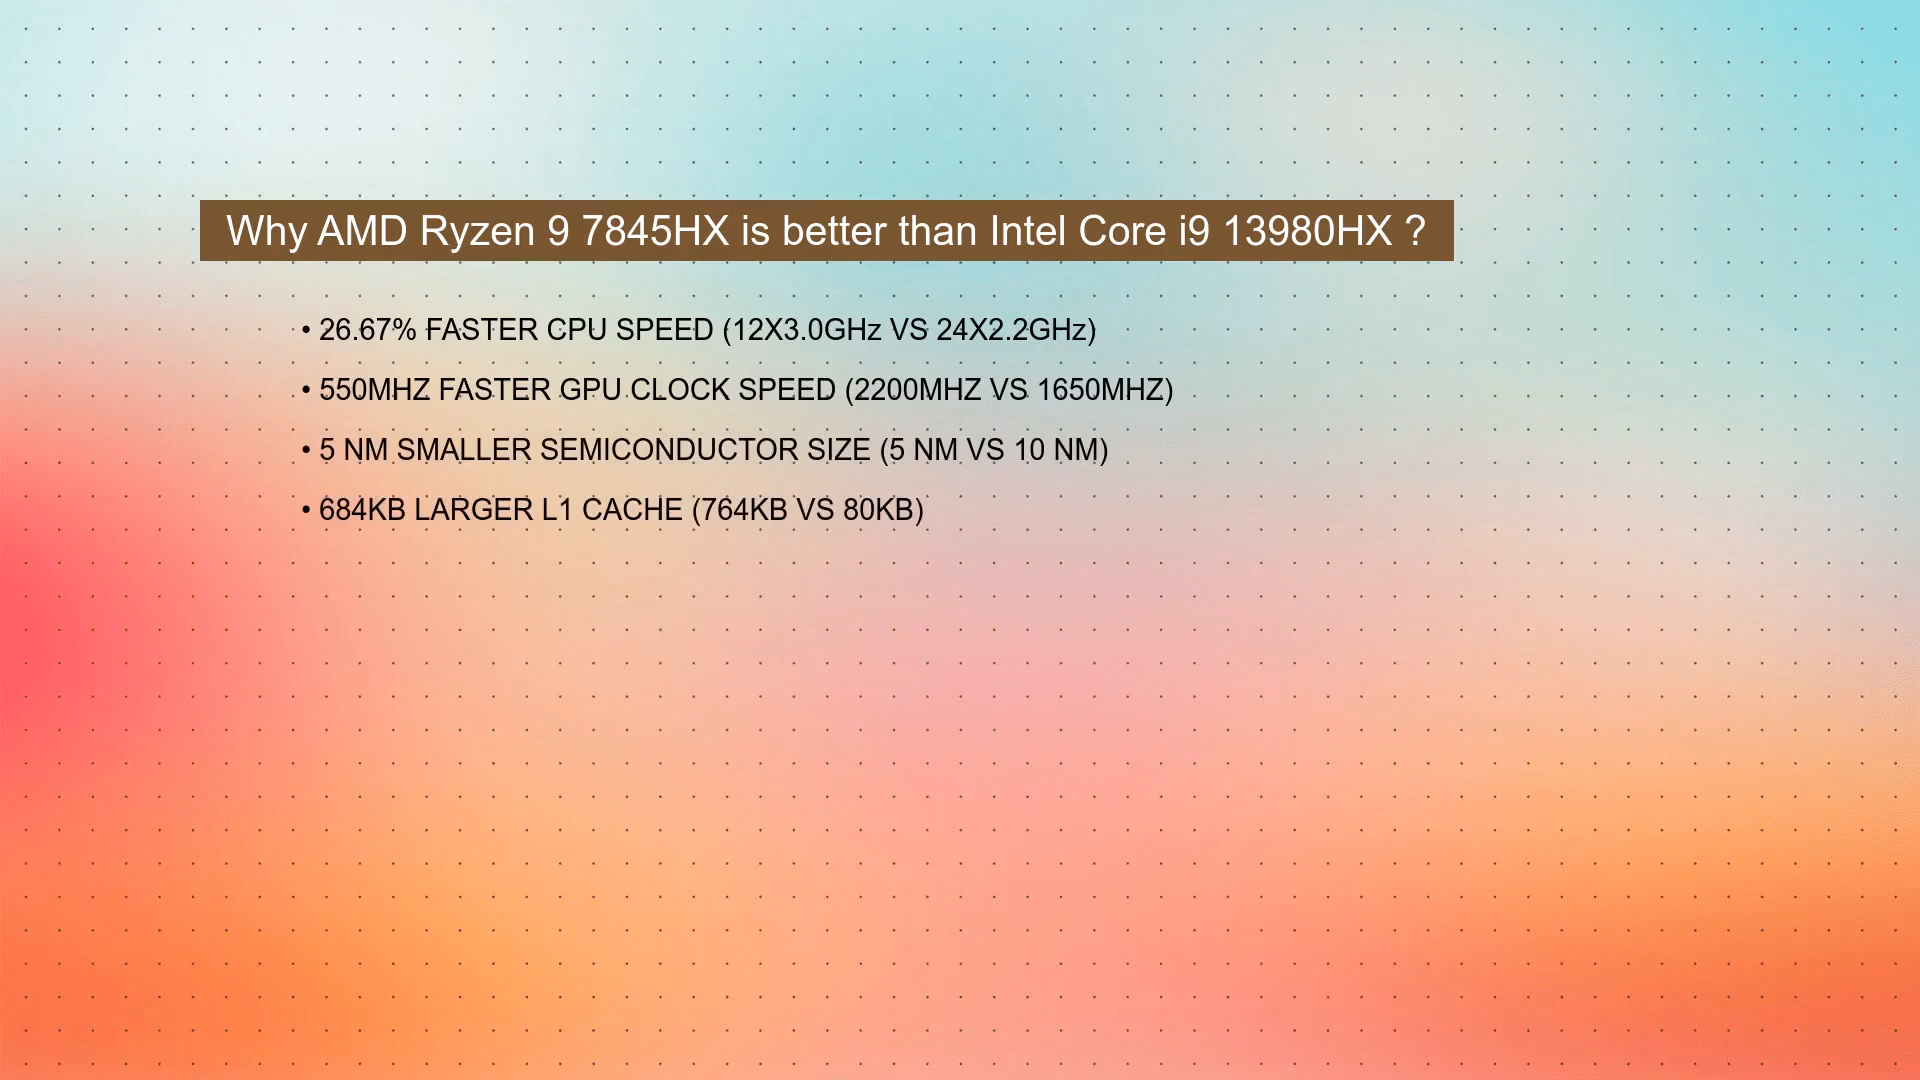 Why AMD Ryzen 9 7845HX is better than Intel Core i9 13980HX ?
• 26.67% FASTER CPU SPEED (12X3.0GHz VS 24X2.2GHz)
• 550MHZ FASTER GPU CLOCK SPEED (2200MHZ VS 1650MHZ)
• 5 NM SMALLER SEMICONDUCTOR SIZE (5 NM VS 10 NM)
• 684KB LARGER L1 CACHE (764KB VS 80KB)